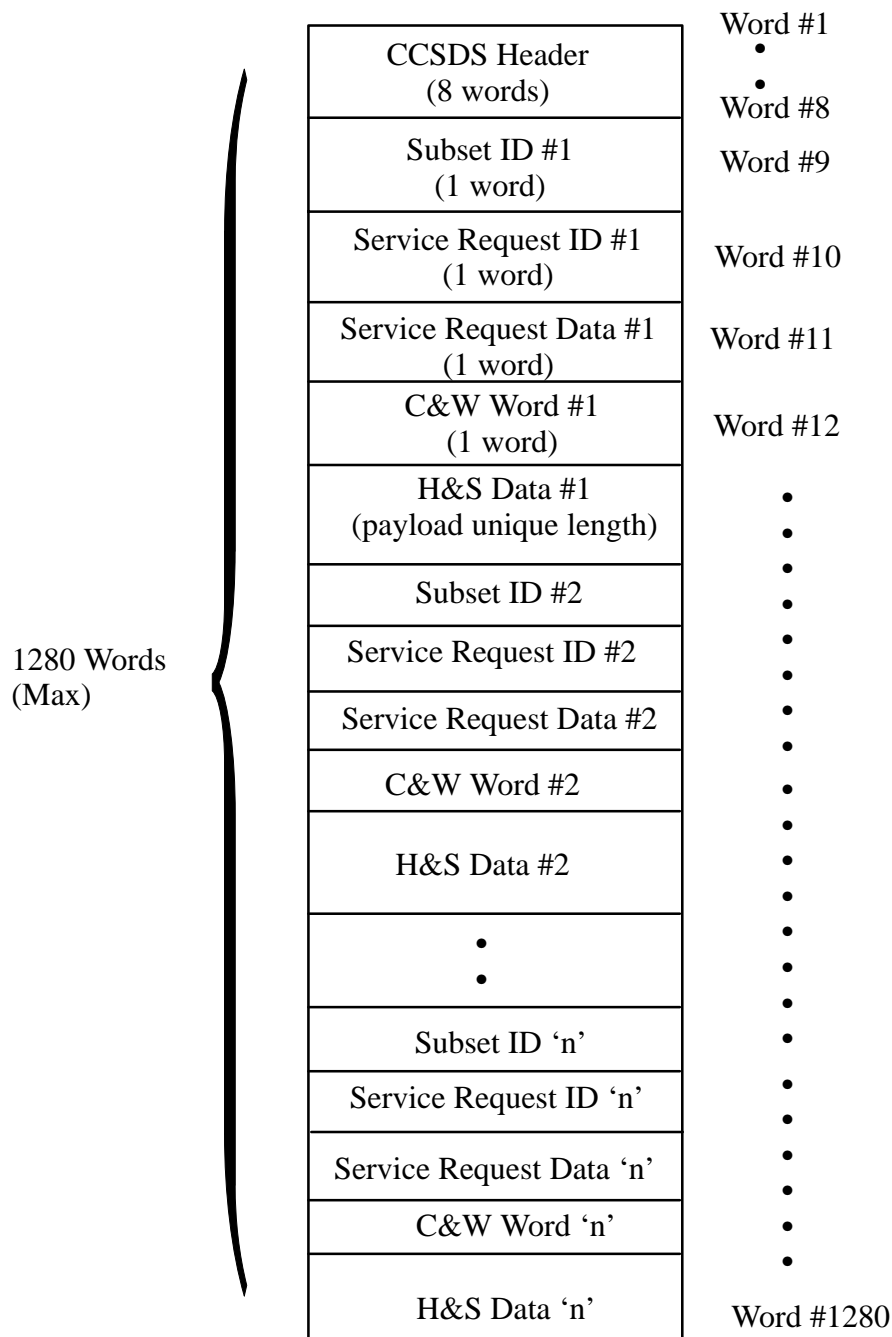 Word #1
CCSDS Header
(8 words)
Word #8
Subset ID #1
(1 word)
Word #9
Service Request ID #1
(1 word)
Word #10
Service Request Data #1
(1 word)
Word #11
C&W Word #1
(1 word)
Word #12
H&S Data #1
(payload unique length)
Subset ID #2
Service Request ID #2
1280 Words
(Max)
Service Request Data #2
C&W Word #2
H&S Data #2
Subset ID ‘n’
Service Request ID ‘n’
Service Request Data ‘n’
C&W Word ‘n’
H&S Data ‘n’
Word #1280